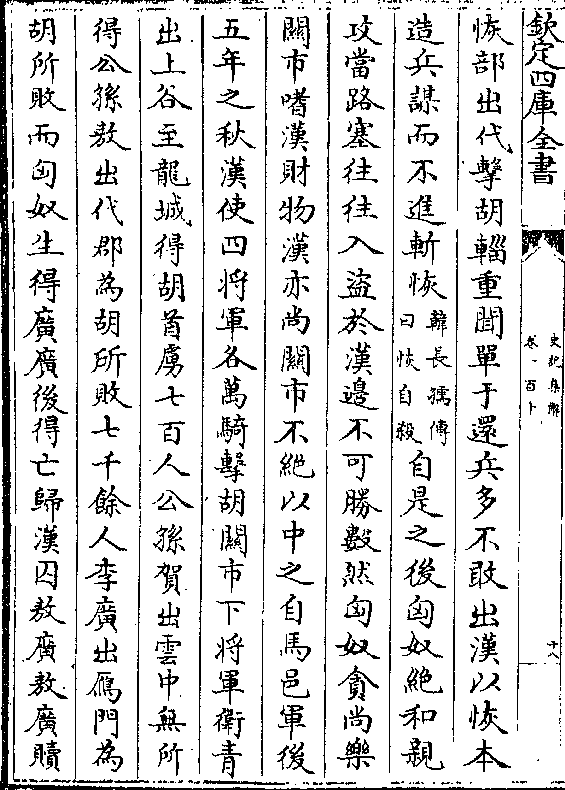 欽定四庫全書
史記集解
卷一百十
十八
恢部出代擊胡輜重聞單于還兵多不敢出漢以恢本
造兵謀而不進斬恢韓長孺傳曰恢自殺自是之後匈奴絶和親
攻當路塞往往入盜於漢邊不可勝數然匈奴貪尚樂
關市嗜漢財物漢亦尚關市不絶以中之自馬邑軍後
五年之秋漢使四将軍各萬騎擊胡關市下将軍衛青
出上谷至龍城得胡首虜七百人公孫賀出雲中無所
得公孫敖出代郡為胡所敗七千餘人李廣出鴈門為
胡所敗而匈奴生得廣廣後得亡歸漢囚敖廣敖廣贖